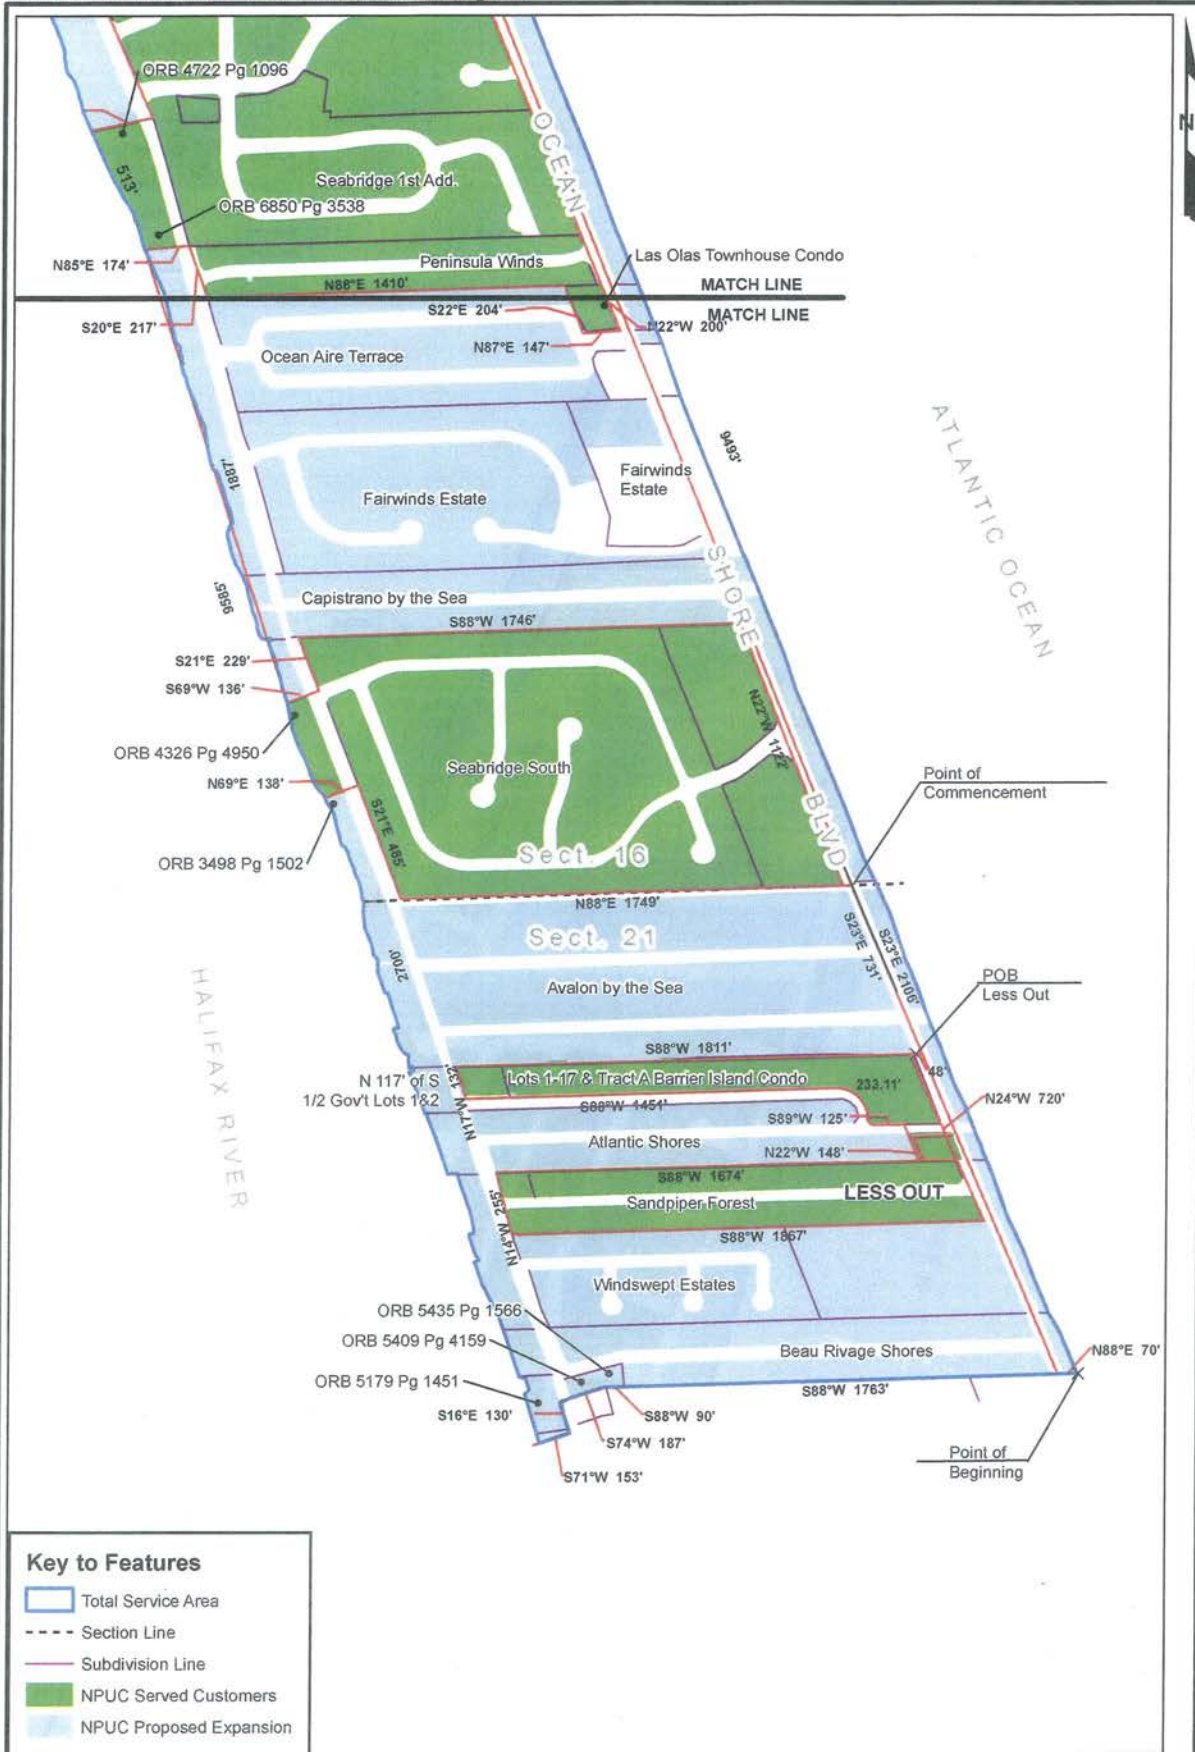 ORB 4722 Pg 1096
N
OCEAN
513'
Seabridge 1st Add.
ORB 6850 Pg 3538
N85°E 174'
Peninsula Winds
Las Olas Townhouse Condo
N86°E 1410'
MATCH LINE
S20°E 217'
S22°E 204'
MATCH LINE
N22°W 200'
N87°E 147'
Ocean Aire Terrace
ATLANTIC OCEAN
9493'
1887'
Fairwinds
Estate
Fairwinds Estate
SHORE
9585'
Capistrano by the Sea
S88°W 1746'
S21°E 229'
S69°W 136'
N22°W 1122'
ORB 4326 Pg 4950
Seabridge South
Point of
Commencement
N69°E 138'
S21°E 485'
BLVD
ORB 3498 Pg 1502
Sect. 16
N88°E 1749'
S23°E 731'
S23°E 2106'
Sect. 21
2700'
HALIFAX RIVER
POB
Less Out
Avalon by the Sea
S88°W 1811'
48'
N 117' of S
1/2 Gov't Lots 1&2
N17°W 132'
Lots 1-17 & Tract A Barrier Island Condo
233.11'
S88°W 1451'
N24°W 720'
S89°W 125'
Atlantic Shores
N22°W 148'
S88°W 1674'
LESS OUT
Sandpiper Forest
N14°W 255'
S88°W 1867'
Windswept Estates
ORB 5435 Pg 1566
ORB 5409 Pg 4159
Beau Rivage Shores
N88°E 70'
ORB 5179 Pg 1451
S88°W 1763'
S16°E 130'
S88°W 90'
S74°W 187'
Point of
Beginning
S71°W 153'
Key to Features
Total Service Area
Section Line
Subdivision Line
NPUC Served Customers
NPUC Proposed Expansion